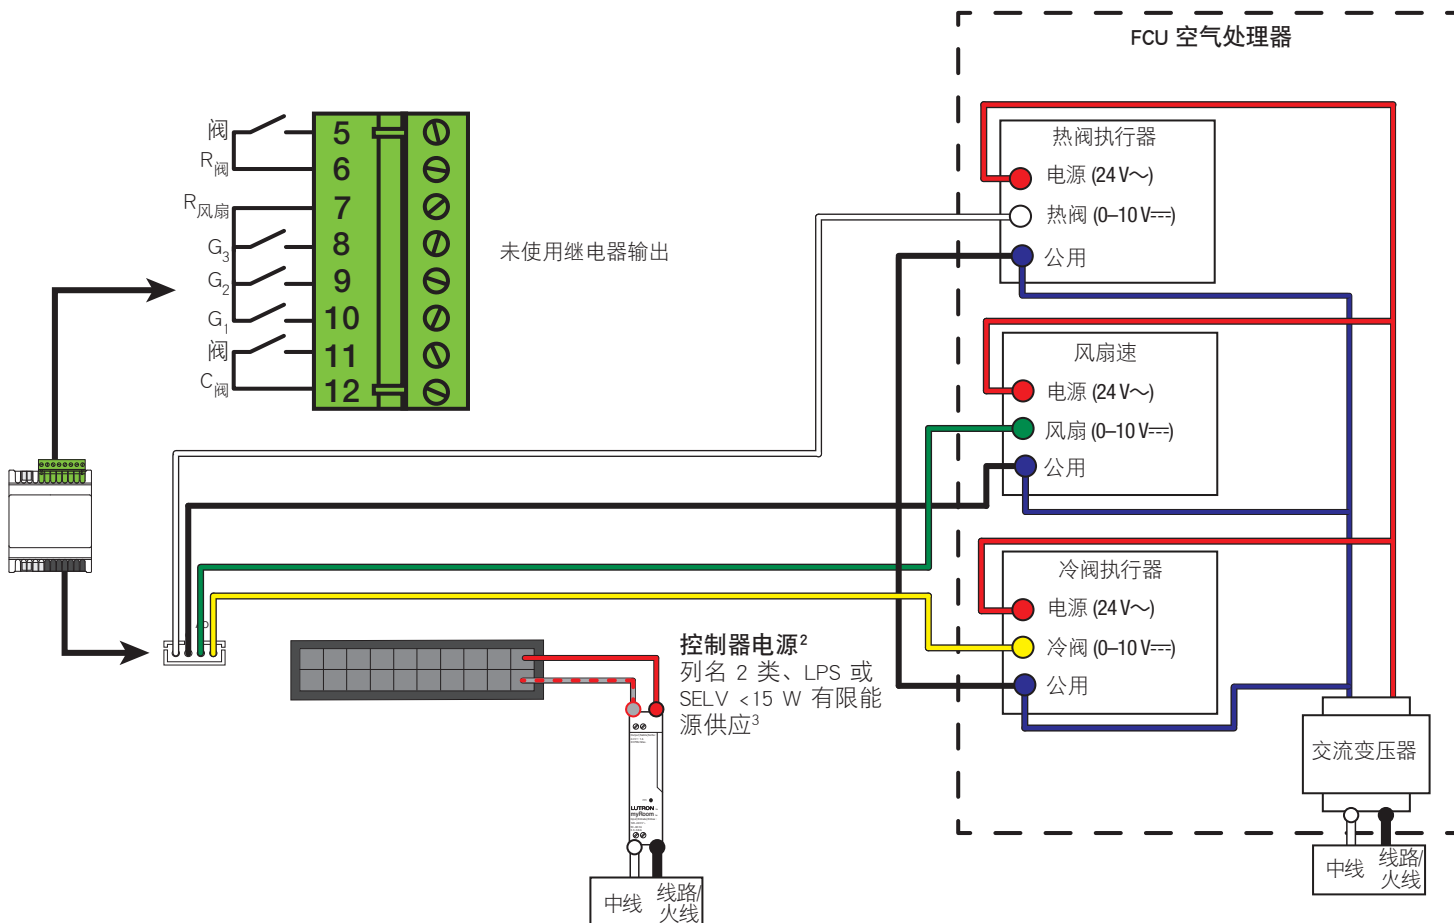 FCU 空气处理器
热阀执行器
电源 (24 V～)
热阀 (0–10 V⎓)
公用
风扇速
电源 (24 V～)
风扇 (0–10 V⎓)
公用
冷阀执行器
电源 (24 V～)
冷阀 (0–10 V⎓)
公用
交流变压器
中线
线路/
火线
阀
R阀
R风扇
G3
G2
G1
阀
C阀
5
6
7
8
9
10
11
12
未使用继电器输出
控制器电源²
列名 2 类、LPS 或
SELV <15 W 有限能
源供应³
LUTRON
myRoom
中线
线路/
火线